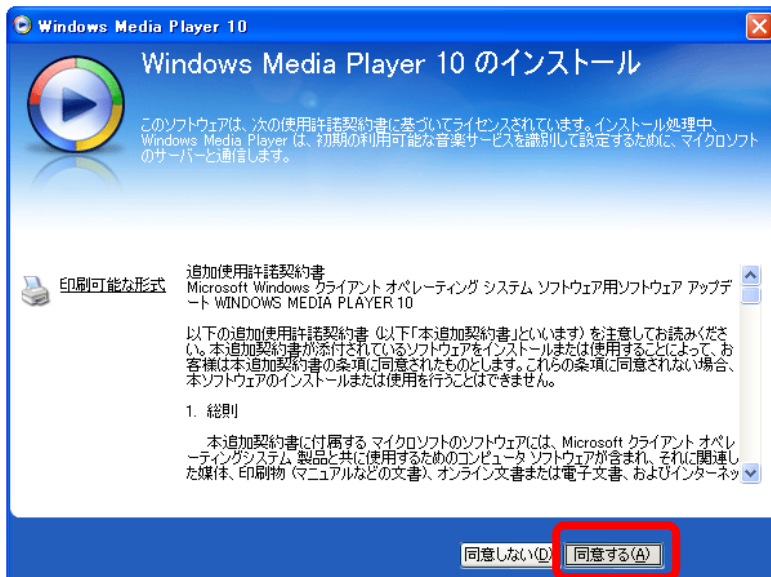 Windows Media Player 10
Windows Media Player 10 のインストール
このソフトウェアは、次の使用許諾契約書に基づいてライセンスされています。インストール処理中、
Windows Media Player は、初期の利用可能な音楽サービスを識別して設定するために、マイクロソフト
のサーバーと通信します。
印刷可能な形式
追加使用許諾契約書
Microsoft Windows クライアント オペレーティング システム ソフトウェア用ソフトウェア アップデ
ート WINDOWS MEDIA PLAYER 10
以下の追加使用許諾契約書 (以下「本追加契約書」といいます) を注意してお読みくださ
い。本追加契約書が添付されているソフトウェアをインストールまたは使用することによって、お
客様は本追加契約書の条項に同意されたものとします。これらの条項に同意されない場合、
本ソフトウェアのインストールまたは使用を行うことはできません。
1. 総則
本追加契約書に付属する マイクロソフトのソフトウェアには、Microsoft クライアント オペレ
ーティングシステム 製品と共に使用するためのコンピュータ ソフトウェアが含まれ、それに関連し
た媒体、印刷物 (マニュアルなどの文書)、オンライン文書または電子文書、およびインターネッ
同意しない(D)
同意する(A)